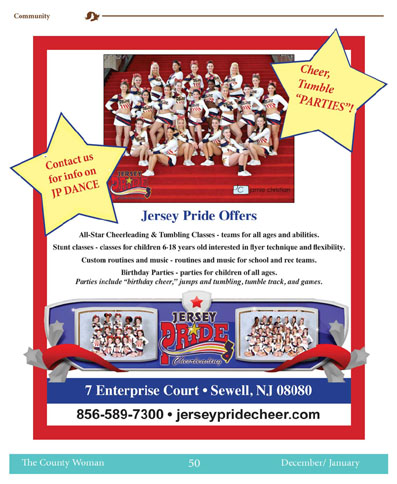 Community
Cheer,
Tumble
"PARTIES"!
Contact us
for info on
JP DANCE
JERSEY
PRIDE
Jersey Pride Offers
All-Star Cheerleading & Tumbling Classes - teams for all ages and abilities.
Stunt classes - classes for children 6-18 years old interested in flyer technique and flexibility.
Custom routines and music - routines and music for school and rec teams.
Birthday Parties - parties for children of all ages.
Parties include "birthday cheer," jumps and tumbling, tumble track, and games.
JERSEY
PRIDE
Cheerleading
7 Enterprise Court • Sewell, NJ 08080
856-589-7300 • jerseypridecheer.com
The County Woman 50 December/ January